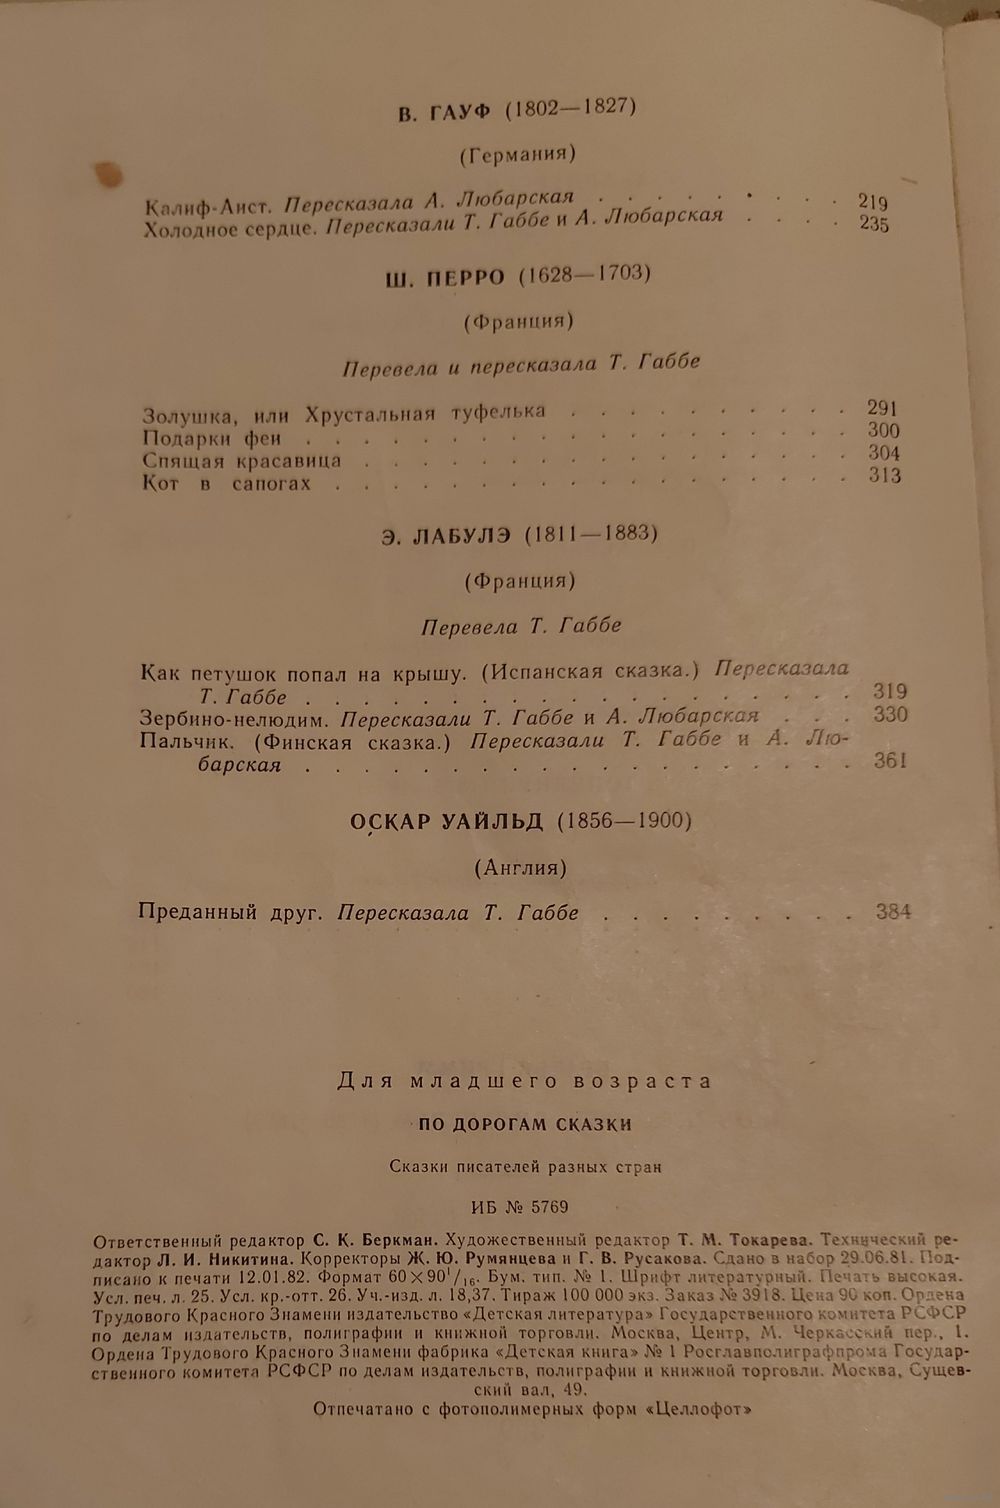 В. ГАУФ (1802—1827)
(Германия)
Калиф-Аист. Пересказала А. Любарская . . . . . . . . . 219
Холодное сердце. Пересказали Т. Габбе и А. Любарская . . . . 235
Ш. ПЕРРО (1628—1703)
(Франция)
Перевела и пересказала Т. Габбе
Золушка, или Хрустальная туфелька . . . . . . . . . . 291
Подарки феи . . . . . . . . . . . . . . . . . . . 300
Спящая красавица . . . . . . . . . . . . . . . . . 304
Кот в сапогах . . . . . . . . . . . . . . . . . . 313
Э. ЛАБУЛЭ (1811—1883)
(Франция)
Перевела Т. Габбе
Как петушок попал на крышу. (Испанская сказка.) Пересказала
Т. Габбе . . . . . . . . . . . . . . . . . . . 319
Зербино-нелюдим. Пересказали Т. Габбе и А. Любарская . . . 330
Пальчик. (Финская сказка.) Пересказали Т. Габбе и А. Лю-
барская . . . . . . . . . . . . . . . . . . . 361
ОСКАР УАЙЛЬД (1856—1900)
(Англия)
Преданный друг. Пересказала Т. Габбе . . . . . . . . . 384
Для младшего возраста
ПО ДОРОГАМ СКАЗКИ
Сказки писателей разных стран
ИБ № 5769
Ответственный редактор С. К. Беркман. Художественный редактор Т. М. Токарева. Технический ре-
дактор Л. И. Никитина. Корректоры Ж. Ю. Румянцева и Г. В. Русакова. Сдано в набор 29.06.81. Под-
писано к печати 12.01.82. Формат 60×90¹/₁₆. Бум. тип. № 1. Шрифт литературный. Печать высокая.
Усл. печ. л. 25. Усл. кр.-отт. 26. Уч.-изд. л. 18,37. Тираж 100 000 экз. Заказ № 3918. Цена 90 коп. Ордена
Трудового Красного Знамени издательство «Детская литература» Государственного комитета РСФСР
по делам издательств, полиграфии и книжной торговли. Москва, Центр, М. Черкасский пер., 1.
Ордена Трудового Красного Знамени фабрика «Детская книга» № 1 Росглавполиграфпрома Государ-
ственного комитета РСФСР по делам издательств, полиграфии и книжной торговли. Москва, Сущев-
ский вал, 49.
Отпечатано с фотополимерных форм «Целлофот»